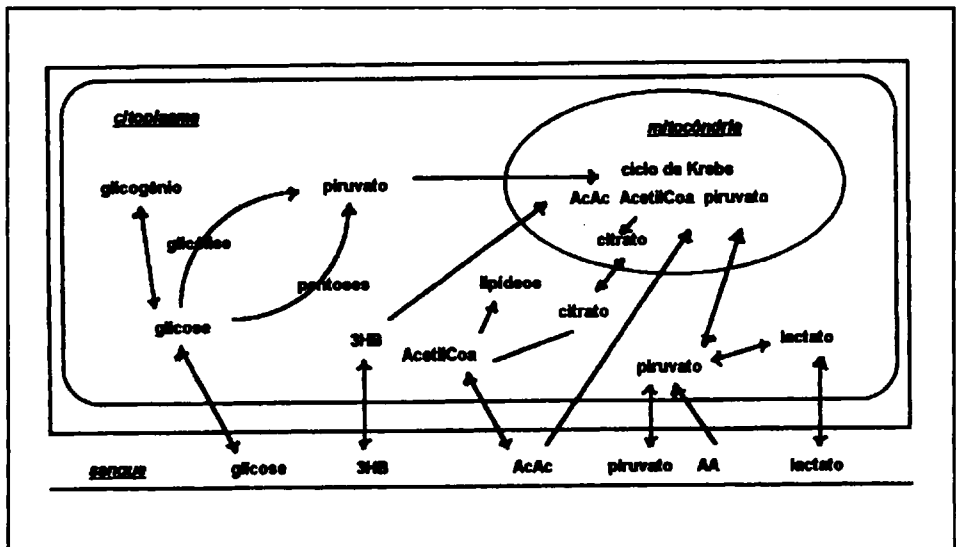 citoplasma
mitocôndria
ciclo de Krebs
glicogênio
piruvato
AcAc AcetilCoa piruvato
glicólise
citrato
pentoses
lipídeos
citrato
glicose
3HB
lactato
AcetilCoa
piruvato
sangue
glicose
3HB
AcAc
piruvato
AA
lactato